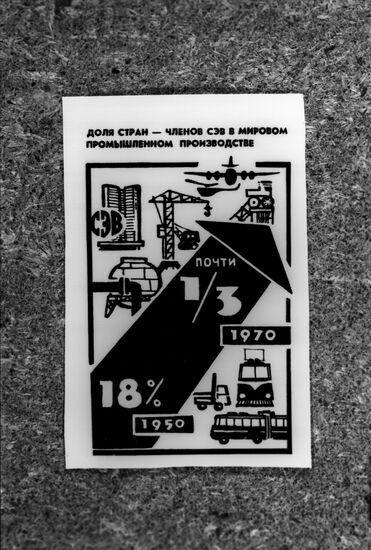 ДОЛЯ СТРАН — ЧЛЕНОВ СЭВ В МИРОВОМ
ПРОМЫШЛЕННОМ ПРОИЗВОДСТВЕ
СЭВ
ПОЧТИ
1/3
1970
18%
1950